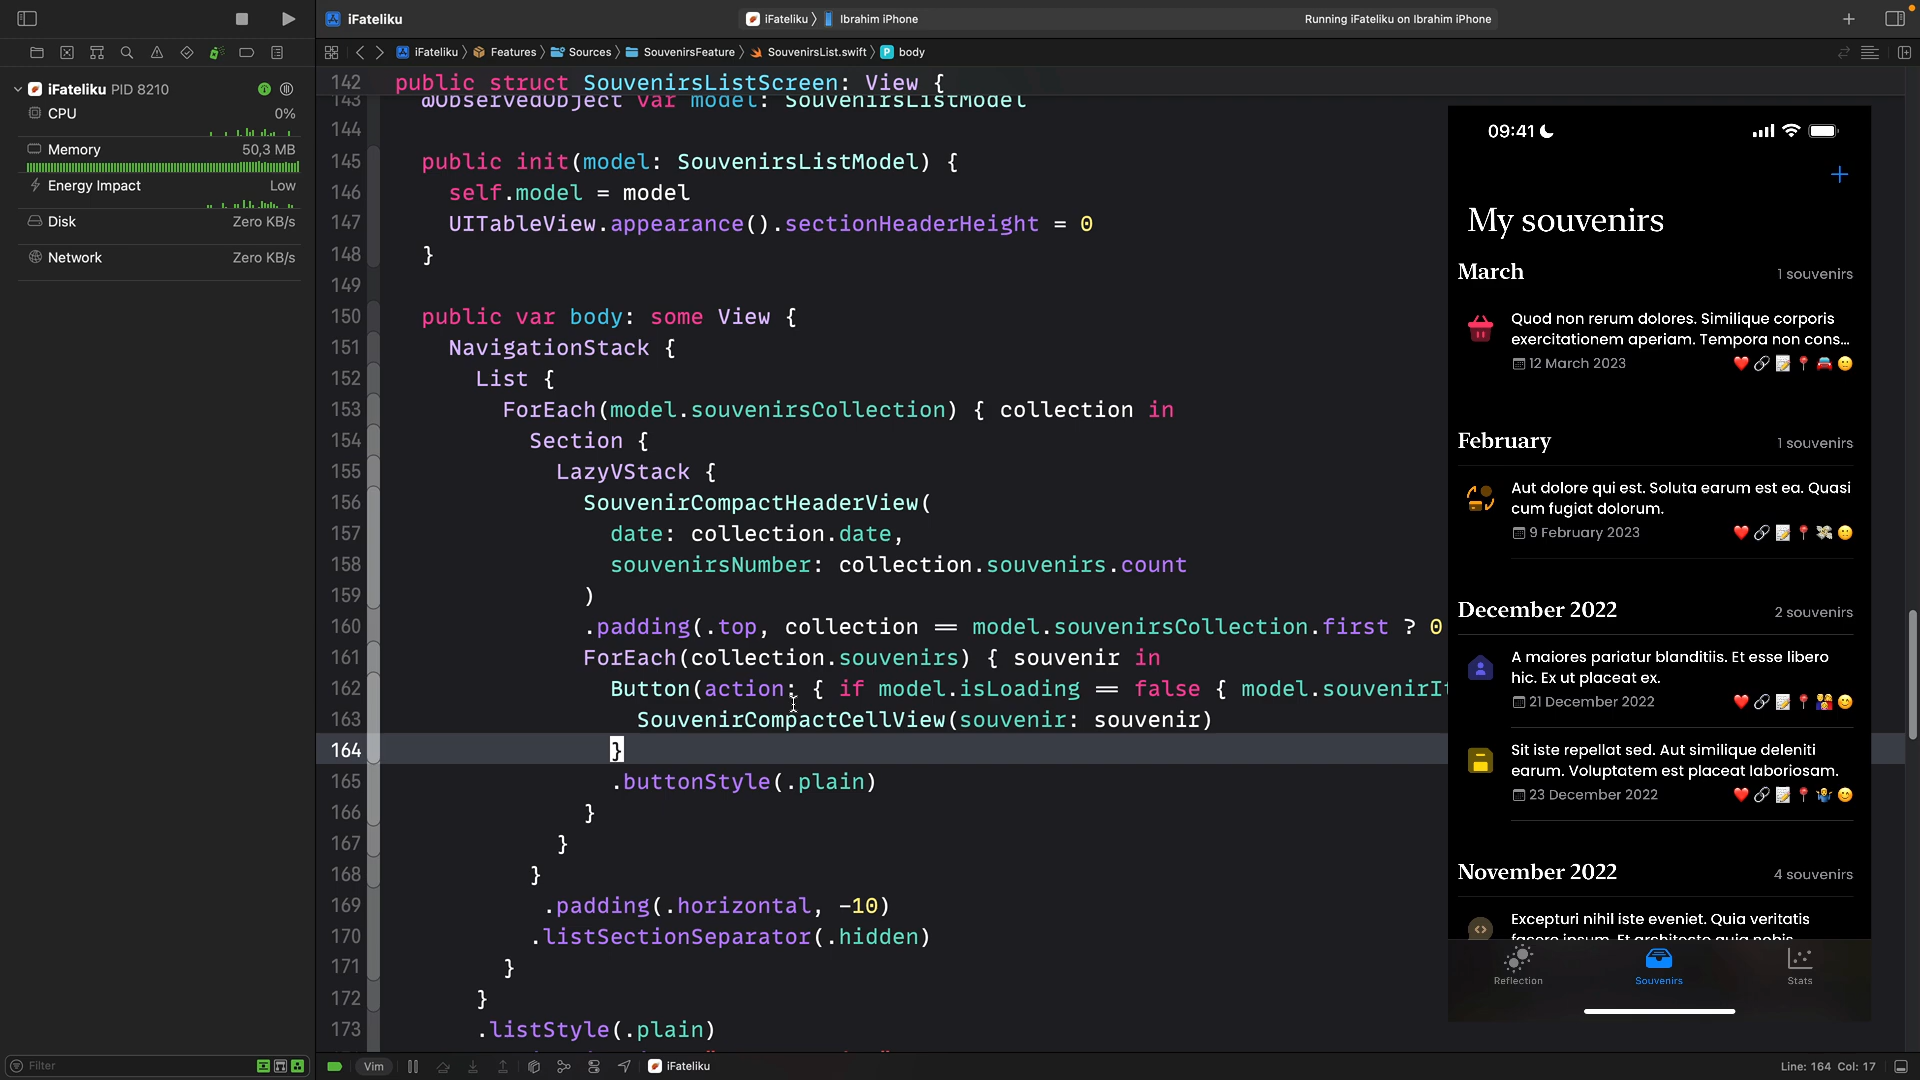 iFateliku
iFateliku 〉 Ibrahim iPhone
Running iFateliku on Ibrahim iPhone
iFateliku 〉 Features 〉 Sources 〉 SouvenirsFeature 〉 SouvenirsList.swift 〉 P body
iFateliku PID 8210
CPU 0%
Memory 50,3 MB
Energy Impact Low
Disk Zero KB/s
Network Zero KB/s
Filter
142 public struct SouvenirsListScreen: View {
143 @ObservedObject var model: SouvenirsListModel
144
145 public init(model: SouvenirsListModel) {
146 self.model = model
147 UITableView.appearance().sectionHeaderHeight = 0
148 }
149
150 public var body: some View {
151 NavigationStack {
152 List {
153 ForEach(model.souvenirsCollection) { collection in
154 Section {
155 LazyVStack {
156 SouvenirCompactHeaderView(
157 date: collection.date,
158 souvenirsNumber: collection.souvenirs.count
159 )
160 .padding(.top, collection == model.souvenirsCollection.first ? 0
161 ForEach(collection.souvenirs) { souvenir in
162 Button(action: { if model.isLoading == false { model.souvenirIt
163 SouvenirCompactCellView(souvenir: souvenir)
164 }
165 .buttonStyle(.plain)
166 }
167 }
168 }
169 .padding(.horizontal, -10)
170 .listSectionSeparator(.hidden)
171 }
172 }
173 .listStyle(.plain)
Vim
iFateliku
Line: 164 Col: 17
09:41
+
My souvenirs
March 1 souvenirs
Quod non rerum dolores. Similique corporis
exercitationem aperiam. Tempora non cons...
12 March 2023
February 1 souvenirs
Aut dolore qui est. Soluta earum est ea. Quasi
cum fugiat dolorum.
9 February 2023
December 2022 2 souvenirs
A maiores pariatur blanditiis. Et esse libero
hic. Ex ut placeat ex.
21 December 2022
Sit iste repellat sed. Aut similique deleniti
earum. Voluptatem est placeat laboriosam.
23 December 2022
November 2022 4 souvenirs
Excepturi nihil iste eveniet. Quia veritatis
facere ipsum. Et architecto quia nobis
Reflection
Souvenirs
Stats